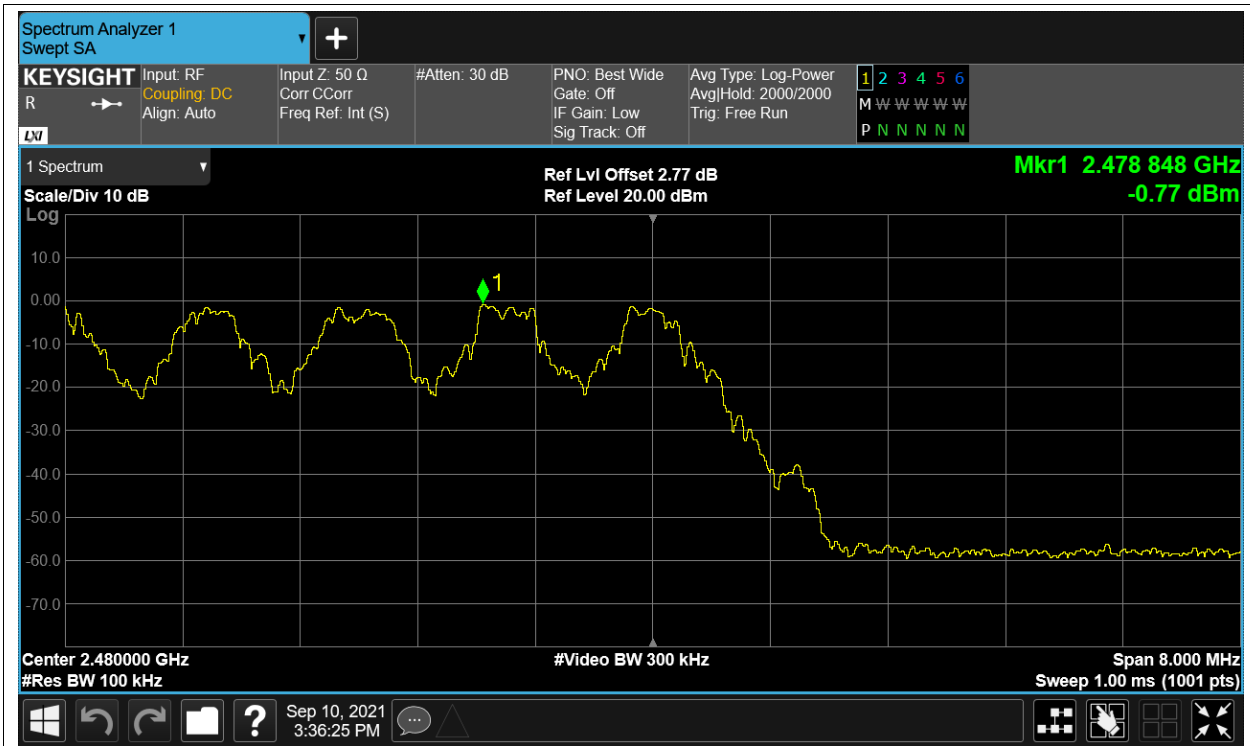 Spectrum Analyzer 1
Swept SA
KEYSIGHT
R
LXI
Input: RF
Coupling: DC
Align: Auto
Input Z: 50 Ω
Corr CCorr
Freq Ref: Int (S)
#Atten: 30 dB
PNO: Best Wide
Gate: Off
IF Gain: Low
Sig Track: Off
Avg Type: Log-Power
Avg|Hold: 2000/2000
Trig: Free Run
1 2 3 4 5 6
M W W W W W
P N N N N N
1 Spectrum
Scale/Div 10 dB
Log
Ref Lvl Offset 2.77 dB
Ref Level 20.00 dBm
Mkr1 2.478 848 GHz
-0.77 dBm
1
10.0
0.00
-10.0
-20.0
-30.0
-40.0
-50.0
-60.0
-70.0
Center 2.480000 GHz
#Video BW 300 kHz
Span 8.000 MHz
#Res BW 100 kHz
Sweep 1.00 ms (1001 pts)
?
Sep 10, 2021
3:36:25 PM